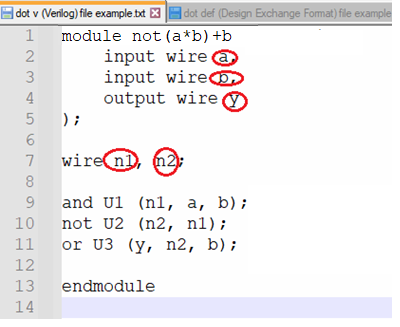 dot v (Verilog) file example.txt dot def (Design Exchange Format) file example
1 module not(a*b)+b
2 input wire a,
3 input wire b,
4 output wire y
5 );
6
7 wire n1, n2;
8
9 and U1 (n1, a, b);
10 not U2 (n2, n1);
11 or U3 (y, n2, b);
12
13 endmodule
14